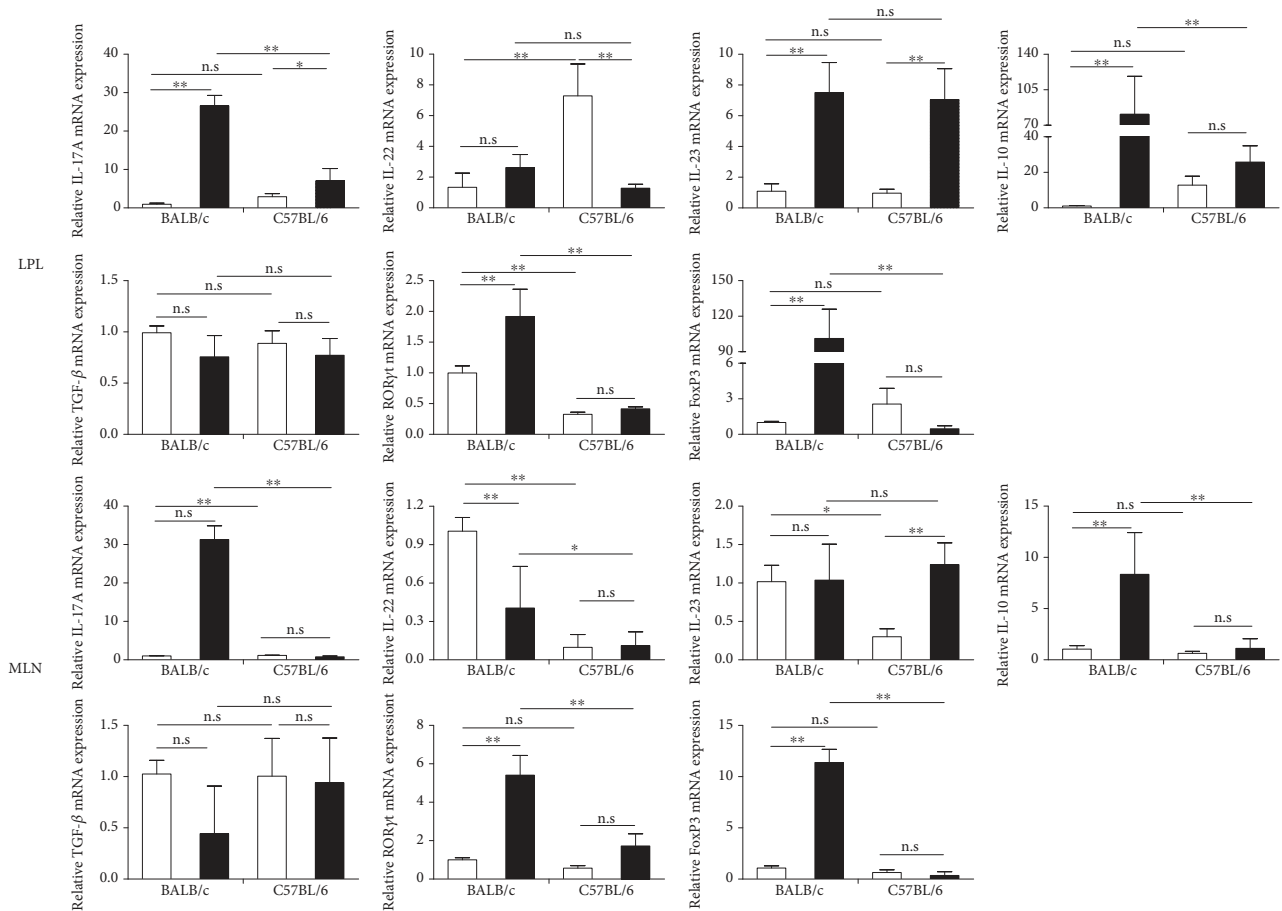 LPL
Relative IL-17A mRNA expression
40
30
20
10
0
n.s
**
**
*
BALB/c C57BL/6
Relative IL-22 mRNA expression
10
8
6
4
2
0
n.s
**
**
n.s
BALB/c C57BL/6
Relative IL-23 mRNA expression
10
8
6
4
2
0
n.s
n.s
**
**
BALB/c C57BL/6
Relative IL-10 mRNA expression
140
105
70
40
20
0
**
n.s
**
n.s
BALB/c C57BL/6
Relative TGF-β mRNA expression
1.5
1.0
0.5
0.0
n.s
n.s
n.s
n.s
BALB/c C57BL/6
Relative RORγt mRNA expression
2.5
2.0
1.5
1.0
0.5
0.0
**
**
**
n.s
BALB/c C57BL/6
Relative FoxP3 mRNA expression
150
120
90
6
3
0
**
n.s
**
n.s
BALB/c C57BL/6
MLN
Relative IL-17A mRNA expression
40
30
20
10
0
**
**
n.s
n.s
BALB/c C57BL/6
Relative IL-22 mRNA expression
1.2
0.9
0.6
0.3
0.0
**
**
*
n.s
BALB/c C57BL/6
Relative IL-23 mRNA expression
2.0
1.5
1.0
0.5
0.0
n.s
*
n.s
**
BALB/c C57BL/6
Relative IL-10 mRNA expression
15
10
5
0
**
n.s
**
n.s
BALB/c C57BL/6
Relative TGF-β mRNA expression
1.5
1.0
0.5
0.0
n.s
n.s
n.s
n.s
BALB/c C57BL/6
Relative RORγt mRNA expressiont
8
6
4
2
0
**
n.s
**
n.s
BALB/c C57BL/6
Relative FoxP3 mRNA expression
15
10
5
0
**
n.s
**
n.s
BALB/c C57BL/6